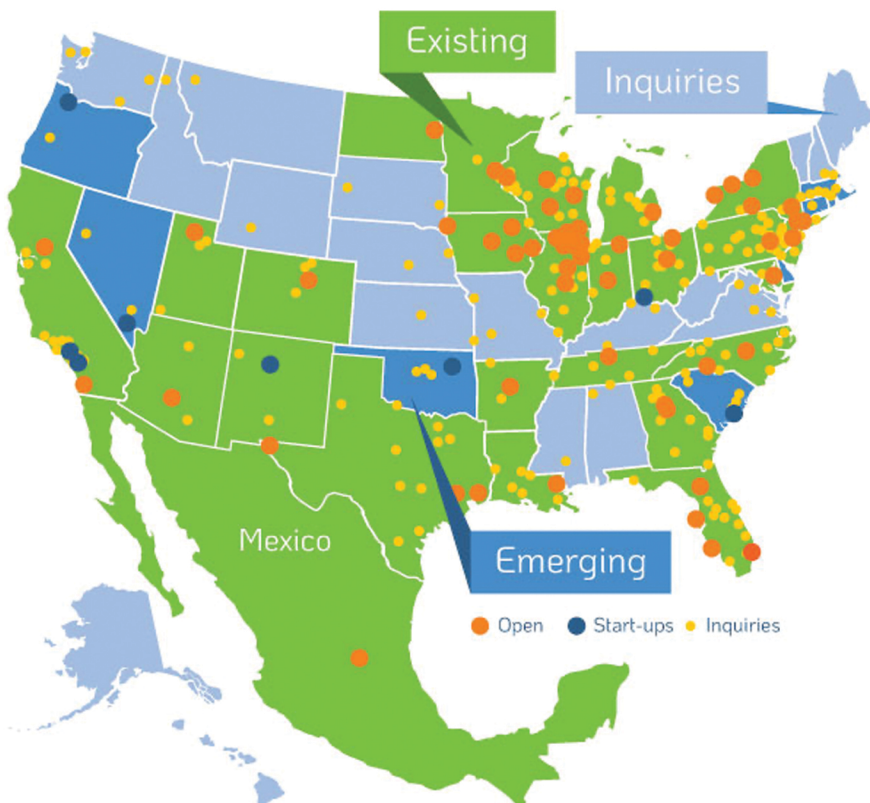 Existing
Inquiries
Mexico
Emerging
Open
Start-ups
Inquiries